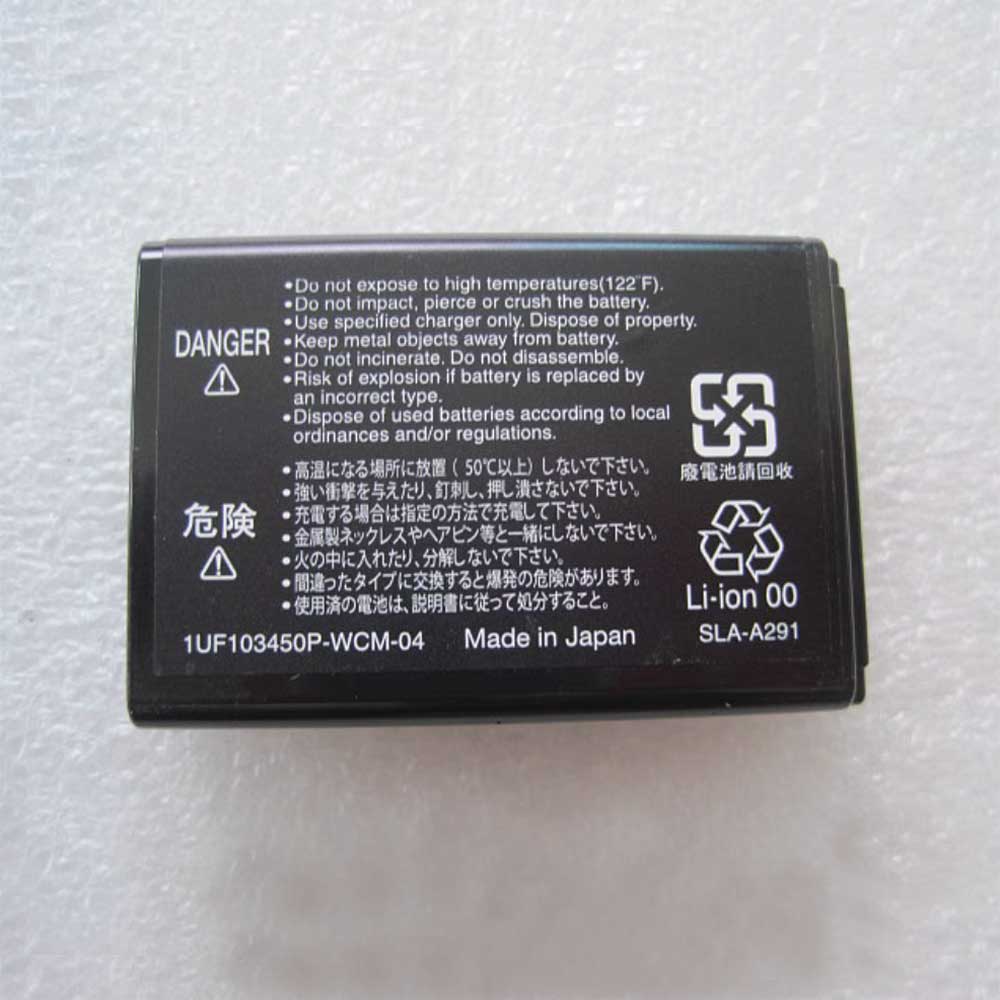 DANGER
•Do not expose to high temperatures(122°F).
•Do not impact, pierce or crush the battery.
•Use specified charger only. Dispose of property.
•Keep metal objects away from battery.
•Do not incinerate. Do not disassemble.
•Risk of explosion if battery is replaced by
an incorrect type.
•Dispose of used batteries according to local
ordinances and/or regulations.
危険
•高温になる場所に放置(50℃以上)しないで下さい。
•強い衝撃を与えたり、釘刺し、押し潰さないで下さい。
•充電する場合は指定の方法で充電して下さい。
•金属製ネックレスやヘアピン等と一緒にしないで下さい。
•火の中に入れたり、分解しないで下さい。
•間違ったタイプに交換すると爆発の危険があります。
•使用済の電池は、説明書に従って処分すること。
廢電池請回收
Li-ion 00
1UF103450P-WCM-04 Made in Japan SLA-A291